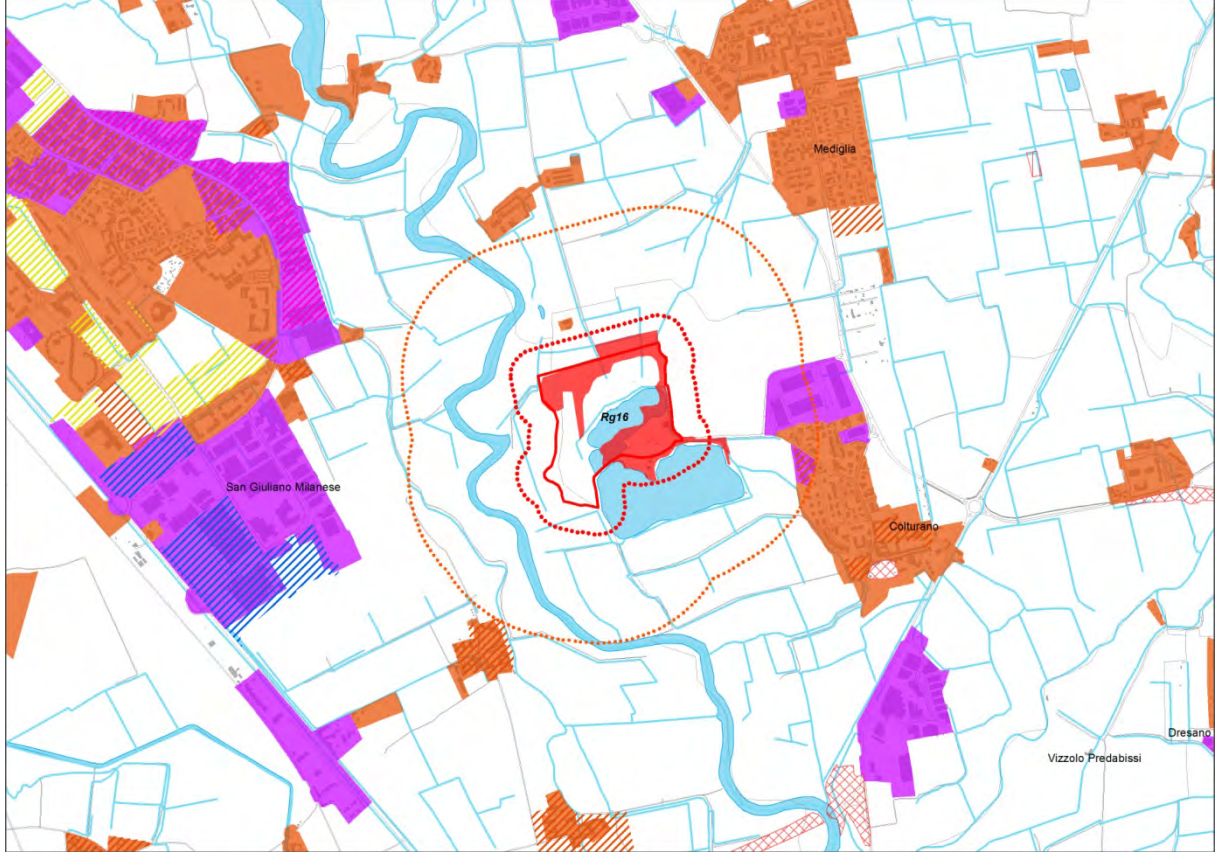 Mediglia
Rg16
San Giuliano Milanese
Colturano
Dresano
Vizzolo Predabissi